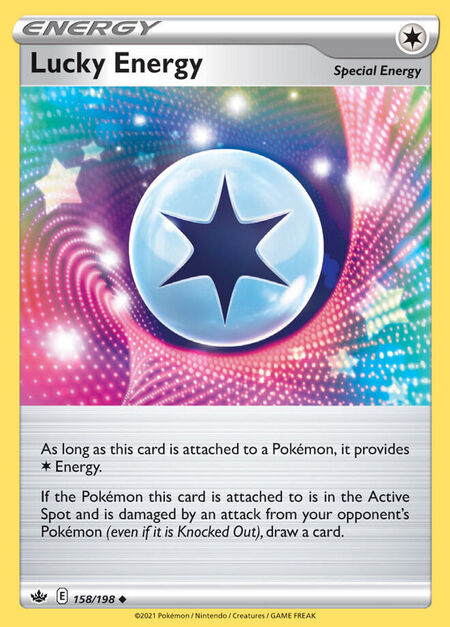 ENERGY
Lucky Energy
Special Energy
As long as this card is attached to a Pokémon, it provides
Energy.
If the Pokémon this card is attached to is in the Active
Spot and is damaged by an attack from your opponent's
Pokémon (even if it is Knocked Out), draw a card.
E 158/198
©2021 Pokémon / Nintendo / Creatures / GAME FREAK